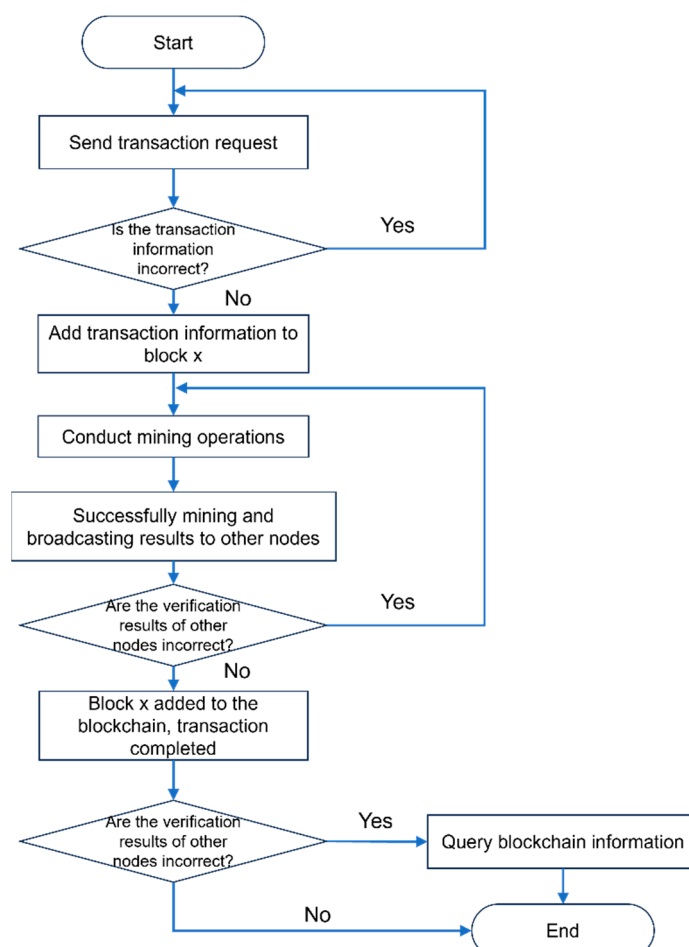 Start
Send transaction request
Is the transaction
information
incorrect?
Yes
No
Add transaction information to
block x
Conduct mining operations
Successfully mining and
broadcasting results to other nodes
Are the verification
results of other
nodes incorrect?
Yes
No
Block x added to the
blockchain, transaction
completed
Are the verification
results of other
nodes incorrect?
Yes
Query blockchain information
No
End